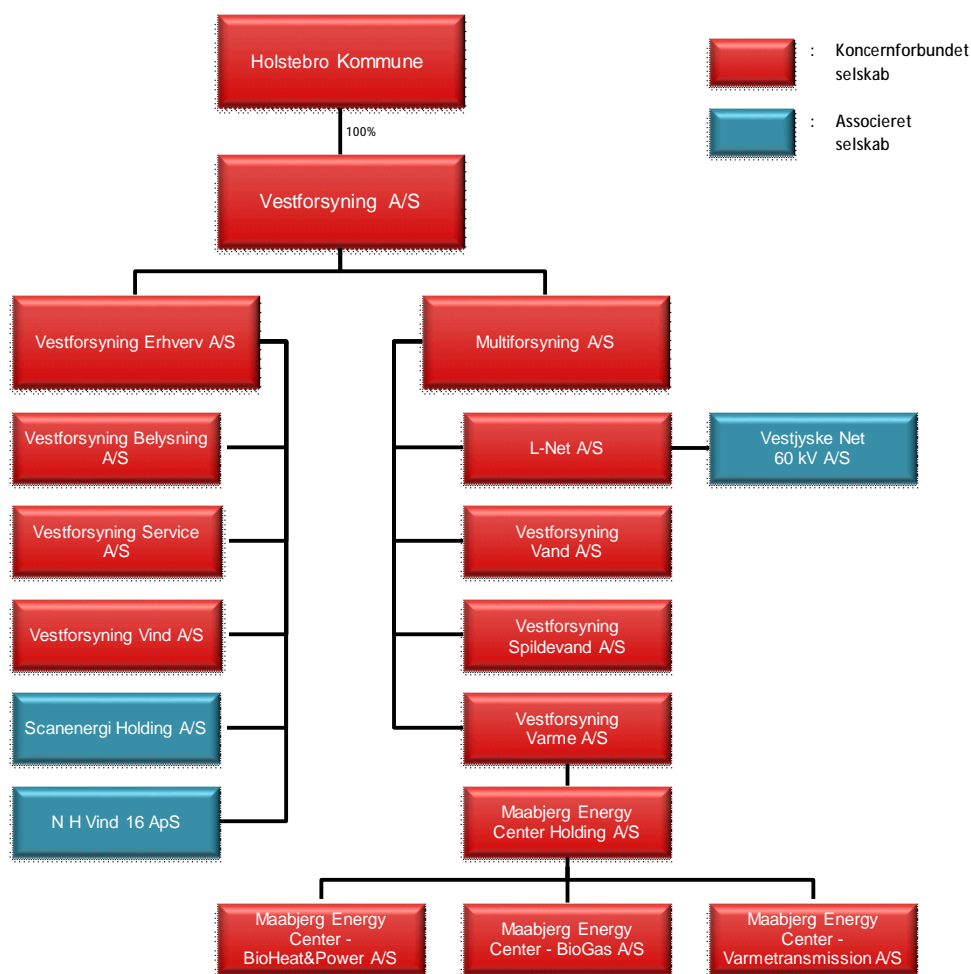 Holstebro Kommune
: Koncernforbundet
selskab
: Associeret
selskab
100%
Vestforsyning A/S
Vestforsyning Erhverv A/S
Multiforsyning A/S
Vestforsyning Belysning
A/S
L-Net A/S
Vestjyske Net
60 kV A/S
Vestforsyning Service
A/S
Vestforsyning
Vand A/S
Vestforsyning Vind A/S
Vestforsyning
Spildevand A/S
Scanenergi Holding A/S
Vestforsyning
Varme A/S
N H Vind 16 ApS
Maabjerg Energy
Center Holding A/S
Maabjerg Energy
Center -
BioHeat&Power A/S
Maabjerg Energy
Center - BioGas A/S
Maabjerg Energy
Center -
Varmetransmission A/S